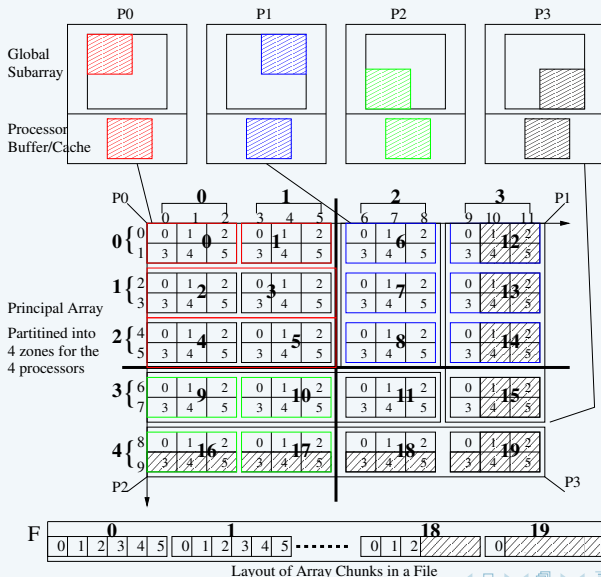 P0 P1 P2 P3
Global
Subarray
Processor
Buffer/Cache
P0 0 1 2 3 P1
0 1 2 3 4 5 6 7 8 9 10 11
0 { 0 0 1 2 0 1 2 0 1 2 0 1 2
0 1 6 12
1 3 4 5 3 4 5 3 4 5 3 4 5
1 { 2 0 1 2 0 1 2 0 1 2 0 1 2
2 3 7 13
3 3 4 5 3 4 5 3 4 5 3 4 5
Principal Array
Partitined into
4 zones for the
4 processors
2 { 4 0 1 2 0 1 2 0 1 2 0 1 2
4 5 8 14
5 3 4 5 3 4 5 3 4 5 3 4 5
3 { 6 0 1 2 0 1 2 0 1 2 0 1 2
9 10 11 15
7 3 4 5 3 4 5 3 4 5 3 4 5
4 { 8 0 1 2 0 1 2 0 1 2 0 1 2
16 17 18 19
9 3 4 5 3 4 5 3 4 5 3 4 5
P2 P3
F 0 1 18 19
0 1 2 3 4 5 0 1 2 3 4 5 ........ 0 1 2 0
Layout of Array Chunks in a File